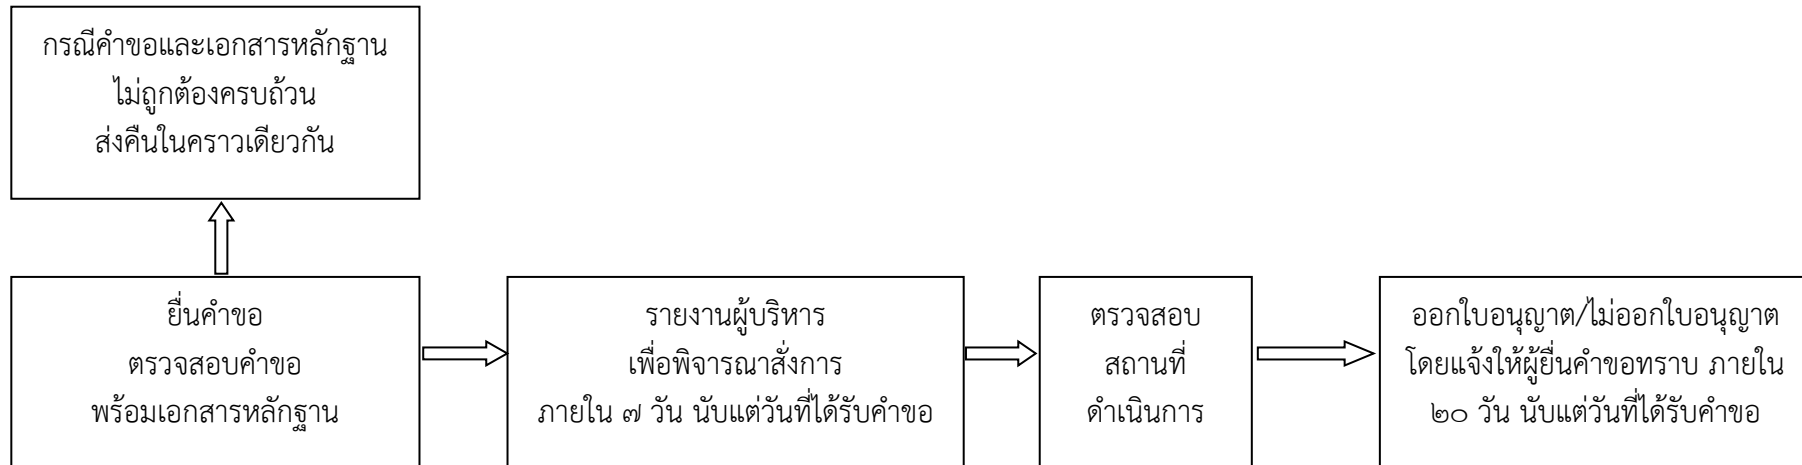 กรณีคำขอและเอกสารหลักฐาน
ไม่ถูกต้องครบถ้วน
ส่งคืนในคราวเดียวกัน
ยื่นคำขอ
ตรวจสอบคำขอ
พร้อมเอกสารหลักฐาน
รายงานผู้บริหาร
เพื่อพิจารณาสั่งการ
ภายใน ๗ วัน นับแต่วันที่ได้รับคำขอ
ตรวจสอบ
สถานที่
ดำเนินการ
ออกใบอนุญาต/ไม่ออกใบอนุญาต
โดยแจ้งให้ผู้ยื่นคำขอทราบ ภายใน
๒๐ วัน นับแต่วันที่ได้รับคำขอ